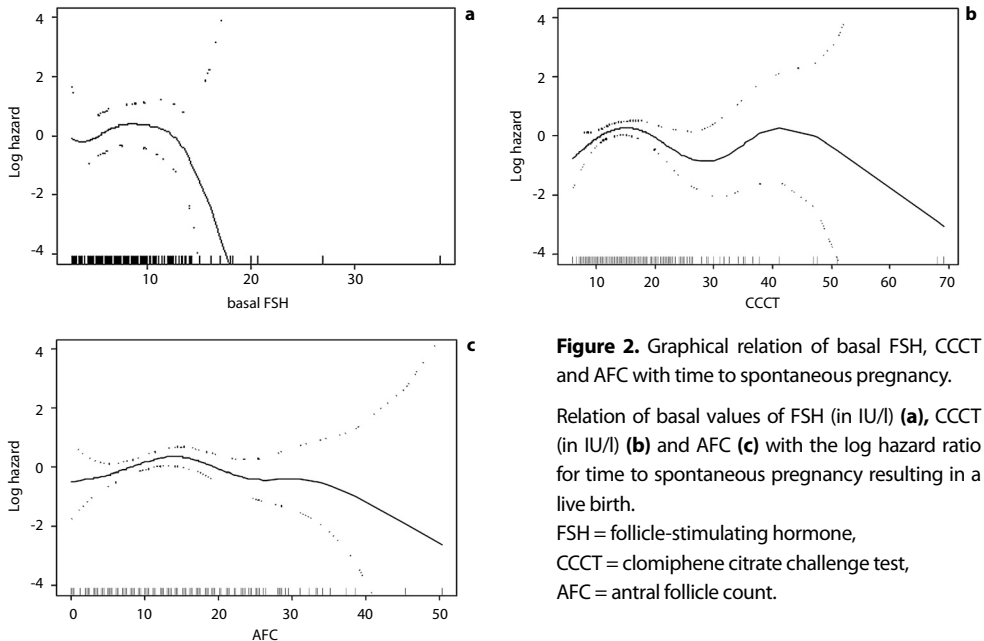 a
4
2
0
-2
-4
Log hazard
10
20
30
basal FSH
b
4
2
0
-2
-4
Log hazard
10
20
30
40
50
60
70
CCCT
c
4
2
0
-2
-4
Log hazard
0
10
20
30
40
50
AFC
Figure 2. Graphical relation of basal FSH, CCCT
and AFC with time to spontaneous pregnancy.
Relation of basal values of FSH (in IU/l) (a), CCCT
(in IU/l) (b) and AFC (c) with the log hazard ratio
for time to spontaneous pregnancy resulting in a
live birth.
FSH = follicle-stimulating hormone,
CCCT = clomiphene citrate challenge test,
AFC = antral follicle count.